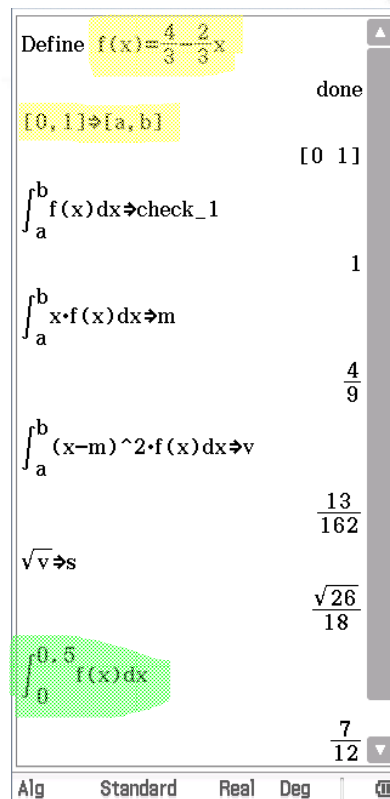 Define f(x)=4/3-2/3x
done
[0,1]⇒[a,b]
[0 1]
∫_a^b f(x)dx⇒check_1
1
∫_a^b x·f(x)dx⇒m
4/9
∫_a^b (x-m)^2·f(x)dx⇒v
13/162
√v⇒s
√26/18
∫_0^0.5 f(x)dx
7/12
Alg Standard Real Deg